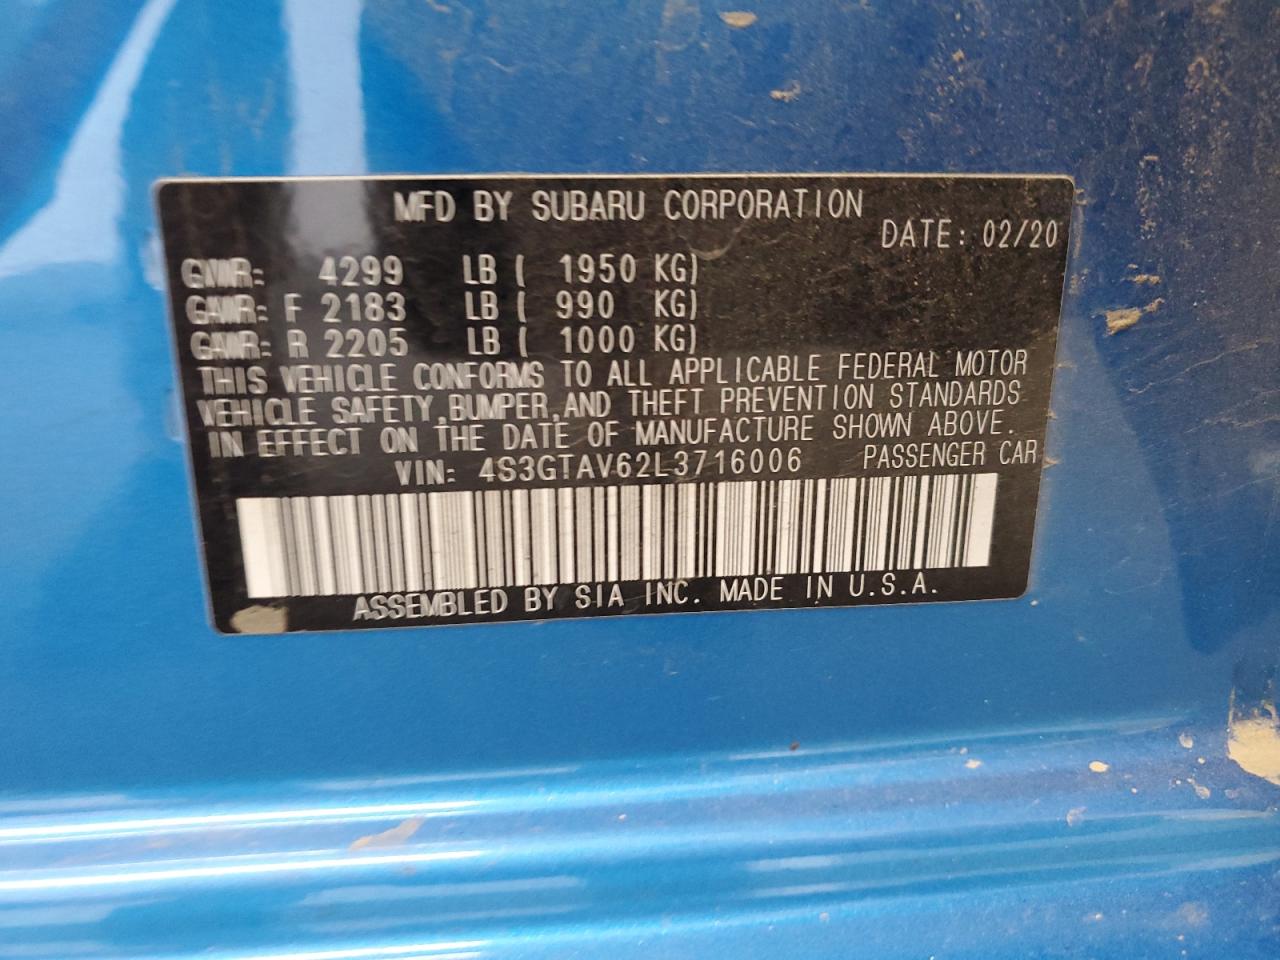 MFD BY SUBARU CORPORATION
DATE: 02/20
GVWR: 4299 LB ( 1950 KG)
GAWR: F 2183 LB ( 990 KG)
GAWR: R 2205 LB ( 1000 KG)
THIS VEHICLE CONFORMS TO ALL APPLICABLE FEDERAL MOTOR
VEHICLE SAFETY,BUMPER,AND THEFT PREVENTION STANDARDS
IN EFFECT ON THE DATE OF MANUFACTURE SHOWN ABOVE.
VIN: 4S3GTAV62L3716006 PASSENGER CAR
ASSEMBLED BY SIA INC. MADE IN U.S.A.